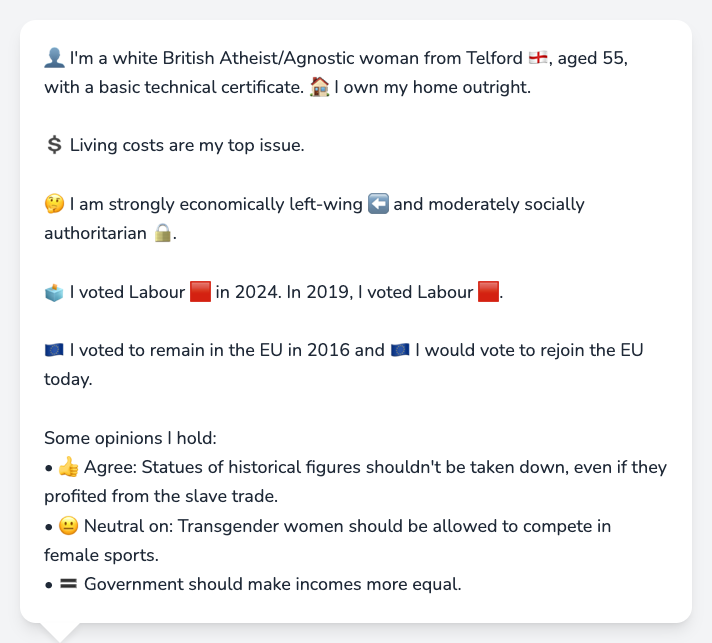 👤 I'm a white British Atheist/Agnostic woman from Telford 🏴󠁧󠁢󠁥󠁮󠁧󠁿, aged 55,
with a basic technical certificate. 🏠 I own my home outright.
💲 Living costs are my top issue.
🤔 I am strongly economically left-wing ⬅️ and moderately socially
authoritarian 🔒.
🗳️ I voted Labour 🟥 in 2024. In 2019, I voted Labour 🟥.
🇪🇺 I voted to remain in the EU in 2016 and 🇪🇺 I would vote to rejoin the EU
today.
Some opinions I hold:
• 👍 Agree: Statues of historical figures shouldn't be taken down, even if they
profited from the slave trade.
• 😐 Neutral on: Transgender women should be allowed to compete in
female sports.
• 🟰 Government should make incomes more equal.